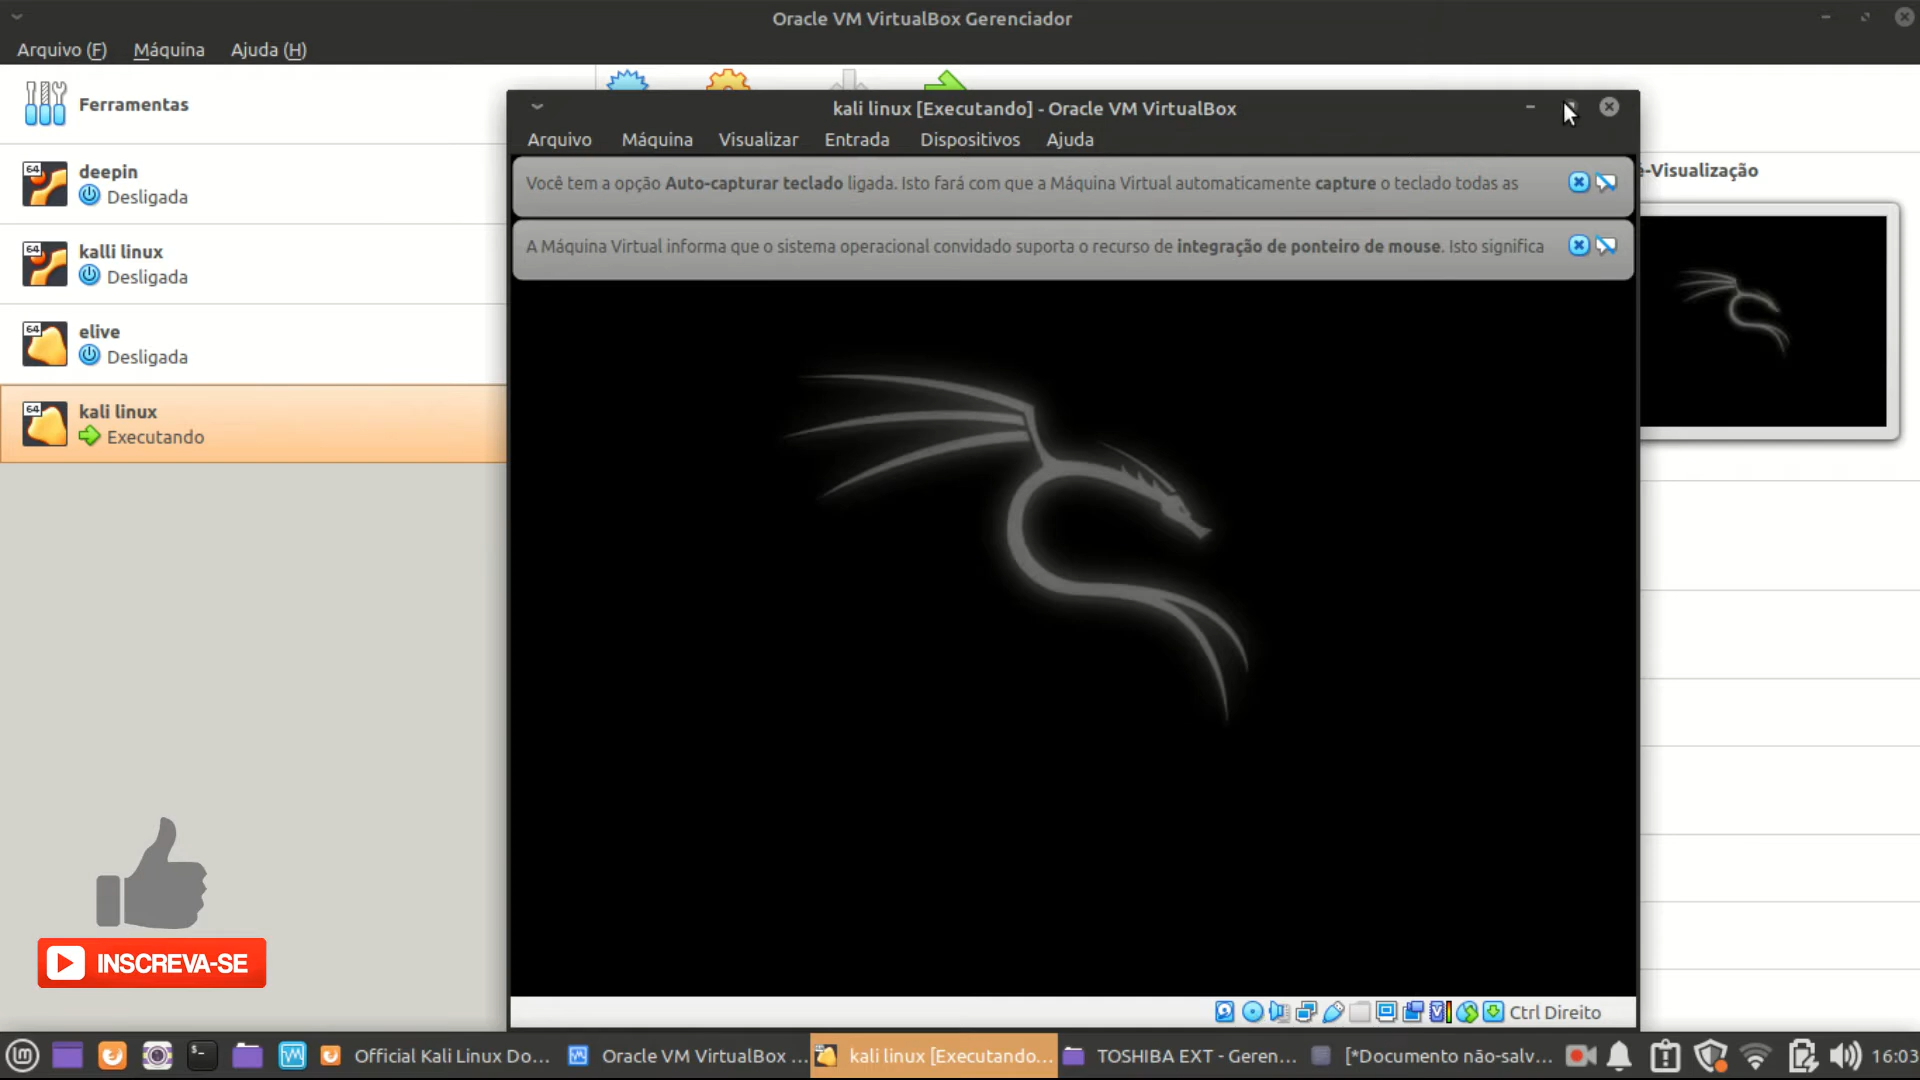 Oracle VM VirtualBox Gerenciador
Arquivo (F) Máquina Ajuda (H)
Ferramentas
64
deepin
Desligada
64
kalli linux
Desligada
64
elive
Desligada
64
kali linux
Executando
kali linux [Executando] - Oracle VM VirtualBox
Arquivo Máquina Visualizar Entrada Dispositivos Ajuda
Você tem a opção Auto-capturar teclado ligada. Isto fará com que a Máquina Virtual automaticamente capture o teclado todas as
A Máquina Virtual informa que o sistema operacional convidado suporta o recurso de integração de ponteiro de mouse. Isto significa
é-Visualização
INSCREVA-SE
Ctrl Direito
Official Kali Linux Do... Oracle VM VirtualBox ... kali linux [Executando... TOSHIBA EXT - Geren... [*Documento não-salv... 16:03